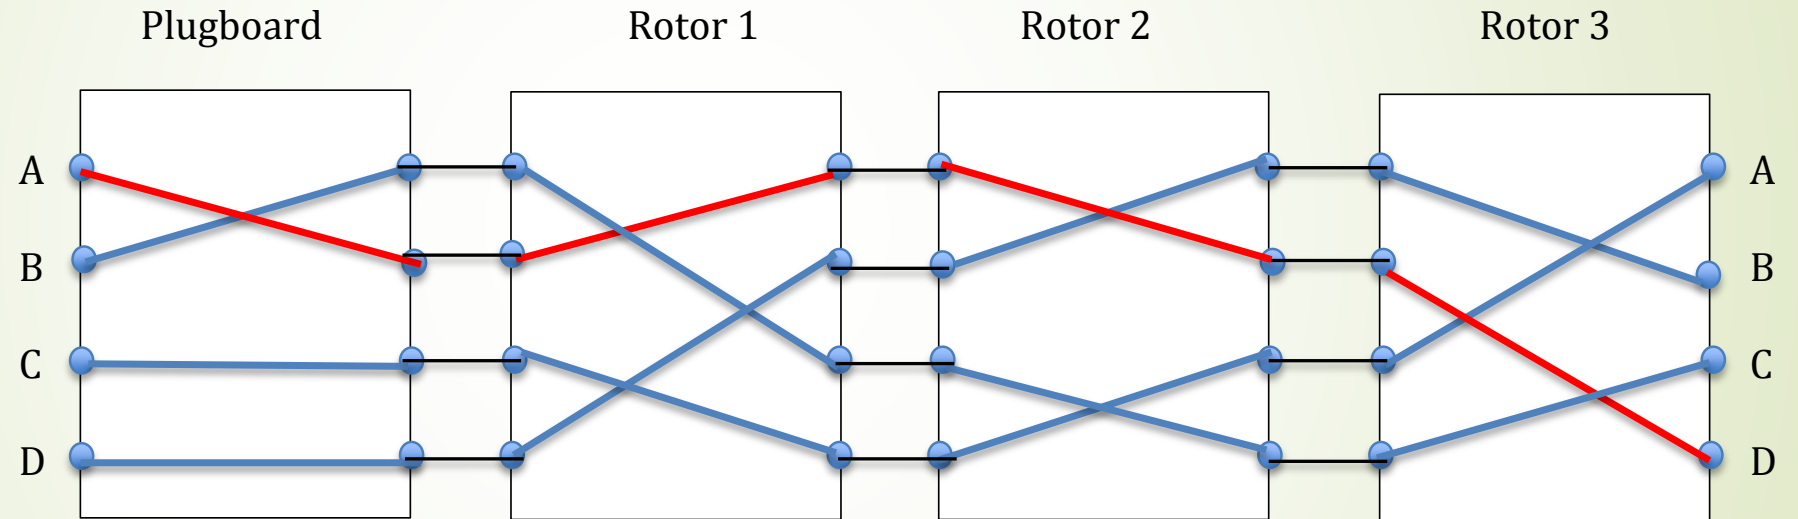 Plugboard Rotor 1 Rotor 2 Rotor 3
A A
B B
C C
D D